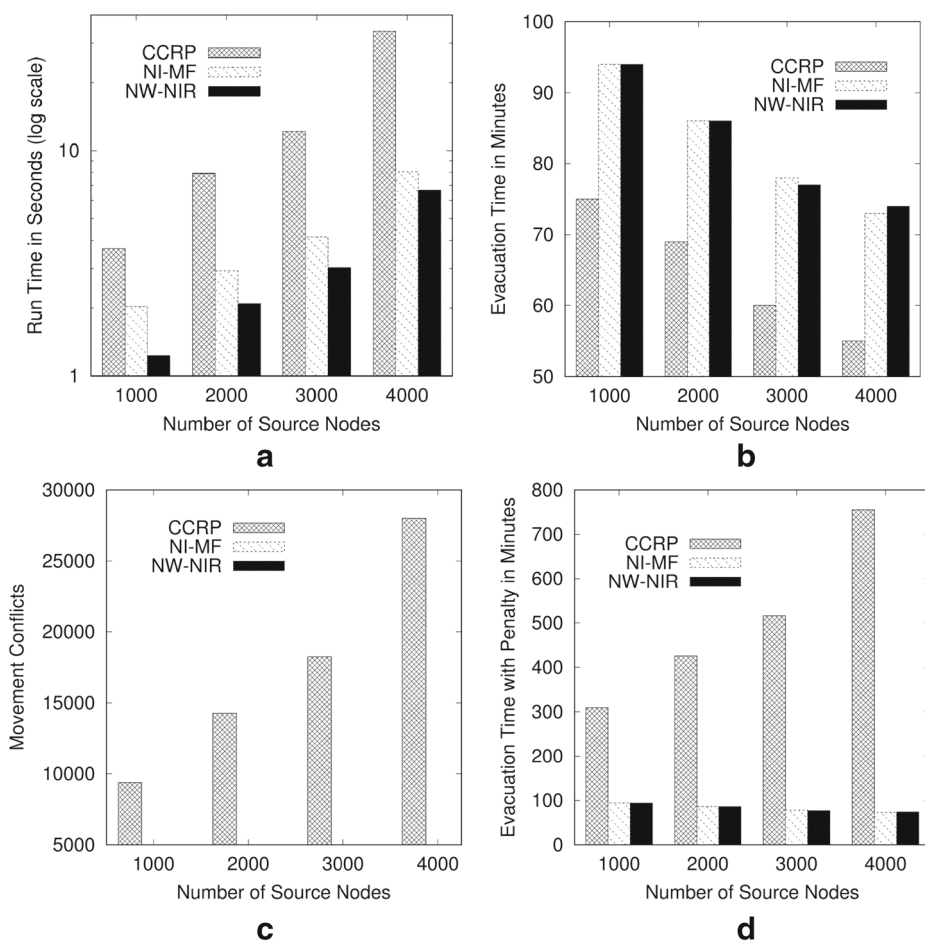 CCRP
NI-MF
NW-NIR
Run Time in Seconds (log scale)
10
1
1000 2000 3000 4000
Number of Source Nodes
a
100
90
80
70
60
50
CCRP
NI-MF
NW-NIR
Evacuation Time in Minutes
1000 2000 3000 4000
Number of Source Nodes
b
30000
25000
20000
15000
10000
5000
CCRP
NI-MF
NW-NIR
Movement Conflicts
1000 2000 3000 4000
Number of Source Nodes
c
800
700
600
500
400
300
200
100
0
CCRP
NI-MF
NW-NIR
Evacuation Time with Penalty in Minutes
1000 2000 3000 4000
Number of Source Nodes
d